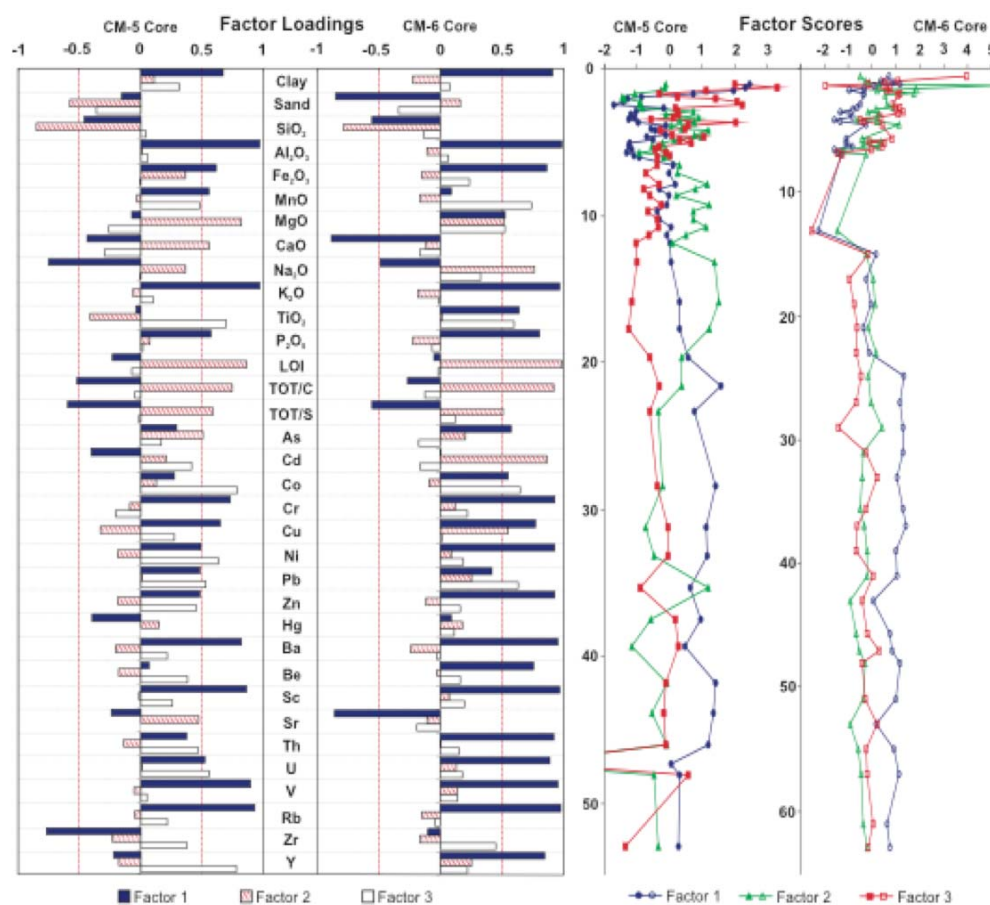 CM-5 Core Factor Loadings CM-6 Core
-1 -0.5 0 0.5 -1 -0.5 0 0.5 1
Clay
Sand
SiO₂
Al₂O₃
Fe₂O₃
MnO
MgO
CaO
Na₂O
K₂O
TiO₂
P₂O₅
LOI
TOT/C
TOT/S
As
Cd
Co
Cr
Cu
Ni
Pb
Zn
Hg
Ba
Be
Sc
Sr
Th
U
V
Rb
Zr
Y
Factor 1 Factor 2 Factor 3 Factor 1 Factor 2 Factor 3
CM-5 Core Factor Scores CM-6 Core
-2 -1 0 1 2 3 -2 -1 0 1 2 3 4 5
0
10
20
30
40
50
10
20
30
40
50
60
Factor 1 Factor 2 Factor 3